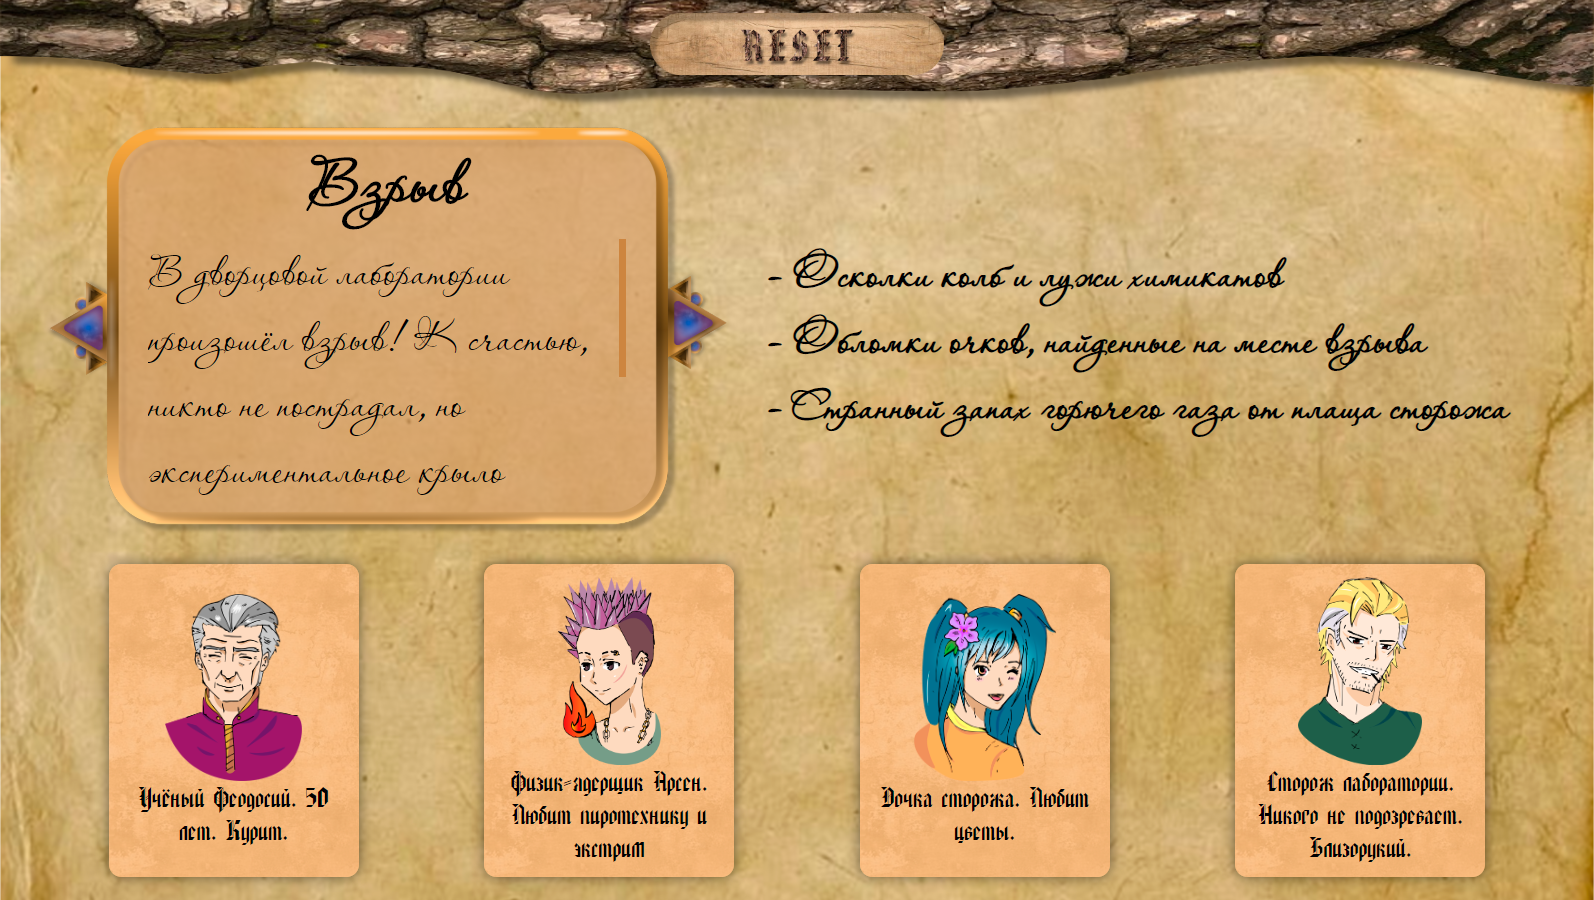 RESET
Взрыв
В дворцовой лаборатории
произошёл взрыв! К счастью,
никто не пострадал, но
экспериментальное крыло
- Осколки колб и лужи химикатов
- Обломки очков, найденные на месте взрыва
- Странный запах горючего газа от плаща сторожа
Учёный Феодосий. 50
лет. Курит.
Физик-ядерщик Арсен.
Любит пиротехнику и
экстрим
Дочка сторожа. Любит
цветы.
Сторож лаборатории.
Никого не подозревает.
Близорукий.